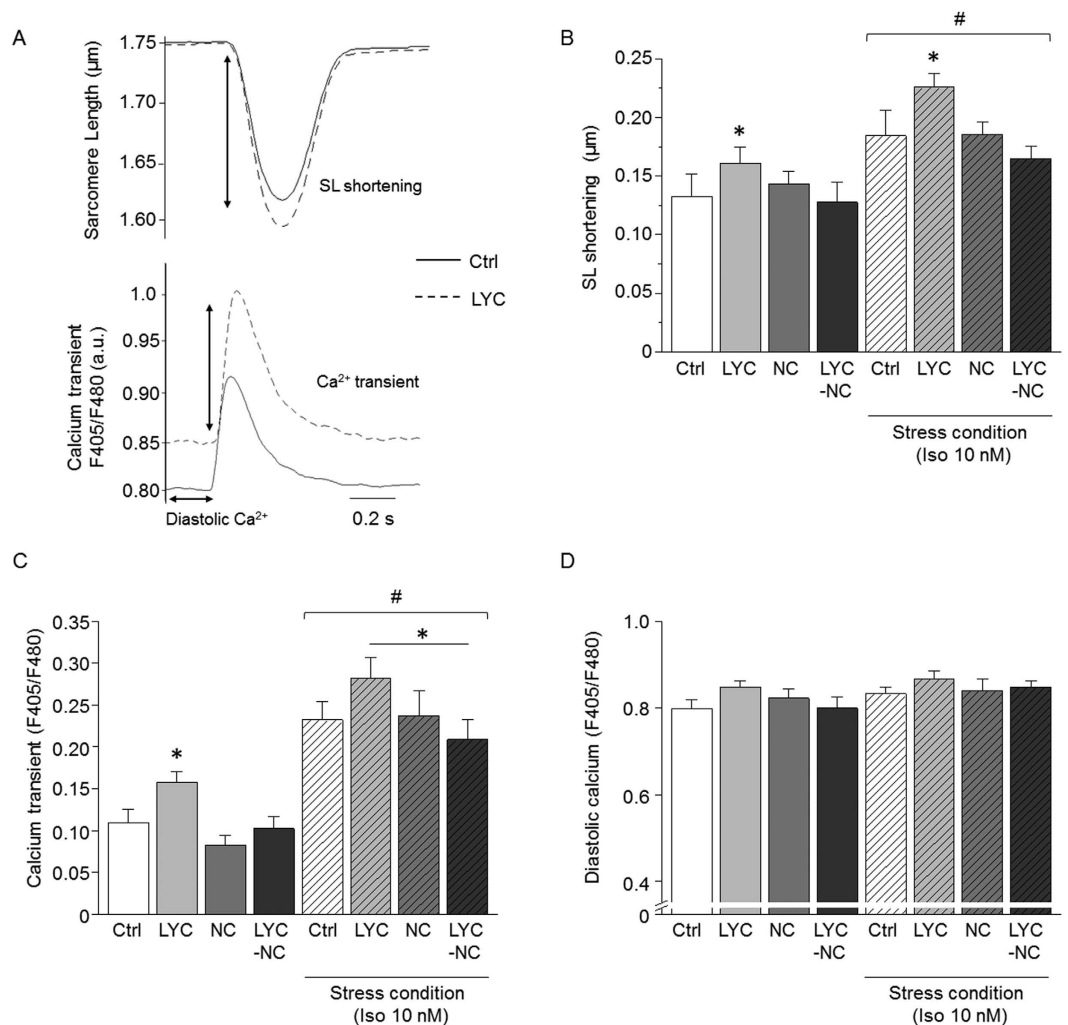 A
Sarcomere Length (µm)
1.75
1.70
1.65
1.60
SL shortening
Ctrl
LYC
Calcium transient
F405/F480 (a.u.)
1.0
0.95
0.90
0.85
0.80
Ca²⁺ transient
Diastolic Ca²⁺
0.2 s
B
SL shortening (µm)
0.25
0.20
0.15
0.10
0.05
0
#
*
*
Ctrl LYC NC LYC Ctrl LYC NC LYC
-NC -NC
Stress condition
(Iso 10 nM)
C
Calcium transient (F405/F480)
0.35
0.30
0.25
0.20
0.15
0.10
0.05
0
#
*
*
Ctrl LYC NC LYC Ctrl LYC NC LYC
-NC -NC
Stress condition
(Iso 10 nM)
D
Diastolic calcium (F405/F480)
1.0
0.8
0.6
0.4
0
Ctrl LYC NC LYC Ctrl LYC NC LYC
-NC -NC
Stress condition
(Iso 10 nM)